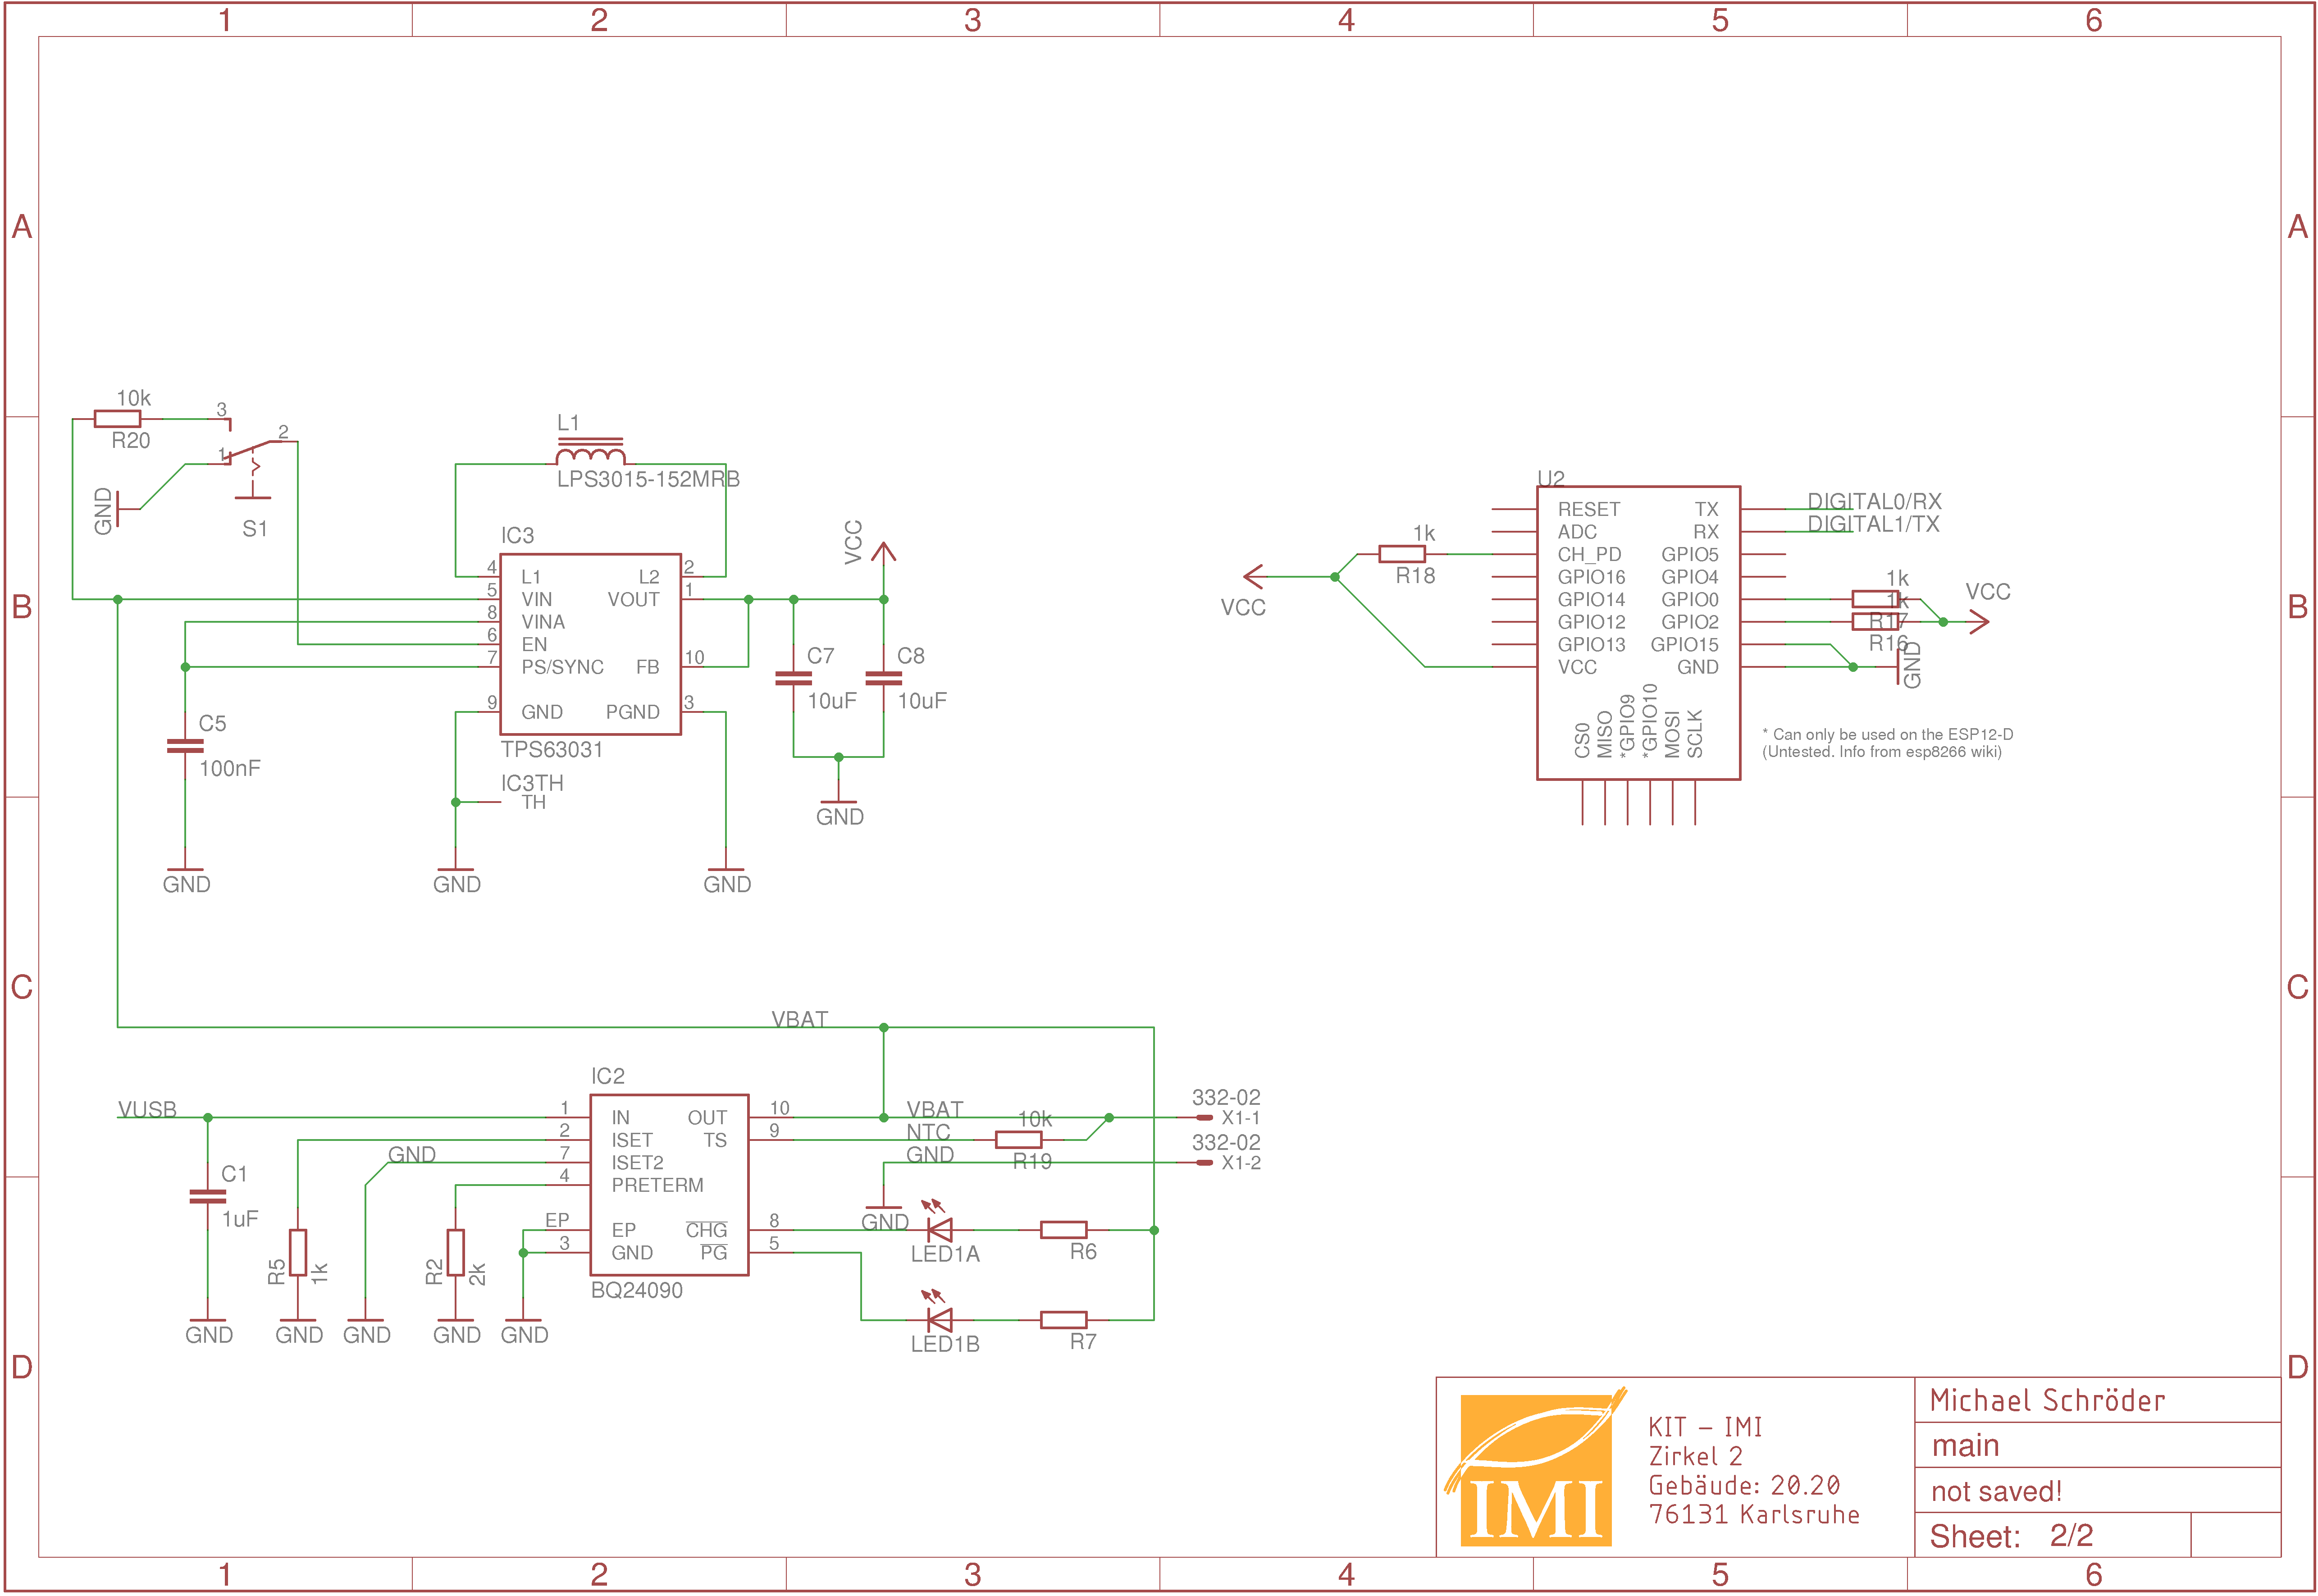 1 2 3 4 5 6
A A
B B
C C
D D
10k
R20
3
2
1
GND
S1
L1
LPS3015-152MRB
IC3
4 L1 L2 2
5 VIN VOUT 1
8 VINA
6 EN
7 PS/SYNC FB 10
9 GND PGND 3
TPS63031
IC3TH
TH
VCC
C7
10uF
C8
10uF
GND
C5
100nF
GND
GND
GND
VCC
1k
R18
U2
RESET TX
ADC RX
CH_PD GPIO5
GPIO16 GPIO4
GPIO14 GPIO0
GPIO12 GPIO2
GPIO13 GPIO15
VCC GND
CS0
MISO
*GPIO9
*GPIO10
MOSI
SCLK
DIGITAL0/RX
DIGITAL1/TX
1k
1k
R17
R16
VCC
GND
* Can only be used on the ESP12-D
(Untested. Info from esp8266 wiki)
VBAT
IC2
VUSB
1 IN OUT 10
2 ISET TS 9
7 ISET2
4 PRETERM
EP EP CHG 8
3 GND PG 5
BQ24090
GND
VBAT
NTC
GND
10k
R19
332-02
X1-1
332-02
X1-2
GND
LED1A
R6
LED1B
R7
C1
1uF
R5
1k
R2
2k
GND
GND
GND
GND
GND
IMI
KIT – IMI
Zirkel 2
Gebäude: 20.20
76131 Karlsruhe
Michael Schröder
main
not saved!
Sheet: 2/2
1 2 3 4 5 6